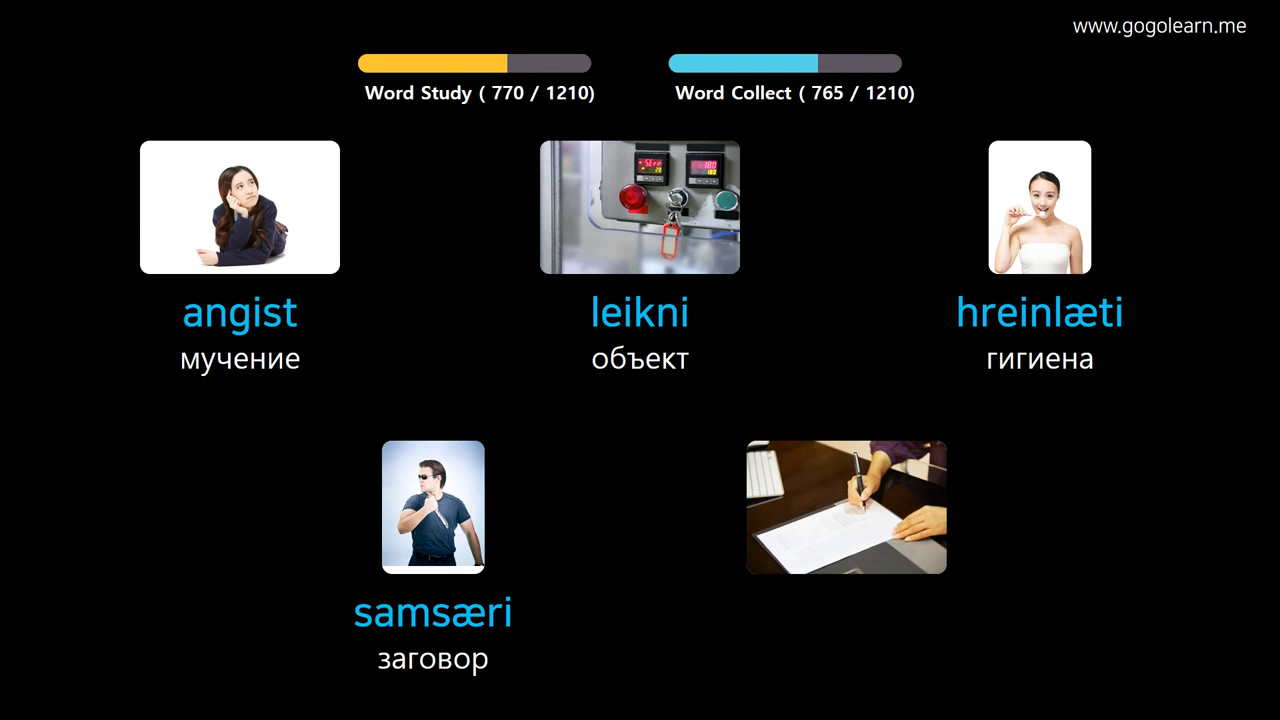 www.gogolearn.me
Word Study ( 770 / 1210)
Word Collect ( 765 / 1210)
angist
мучение
leikni
объект
hreinlæti
гигиена
samsæri
заговор